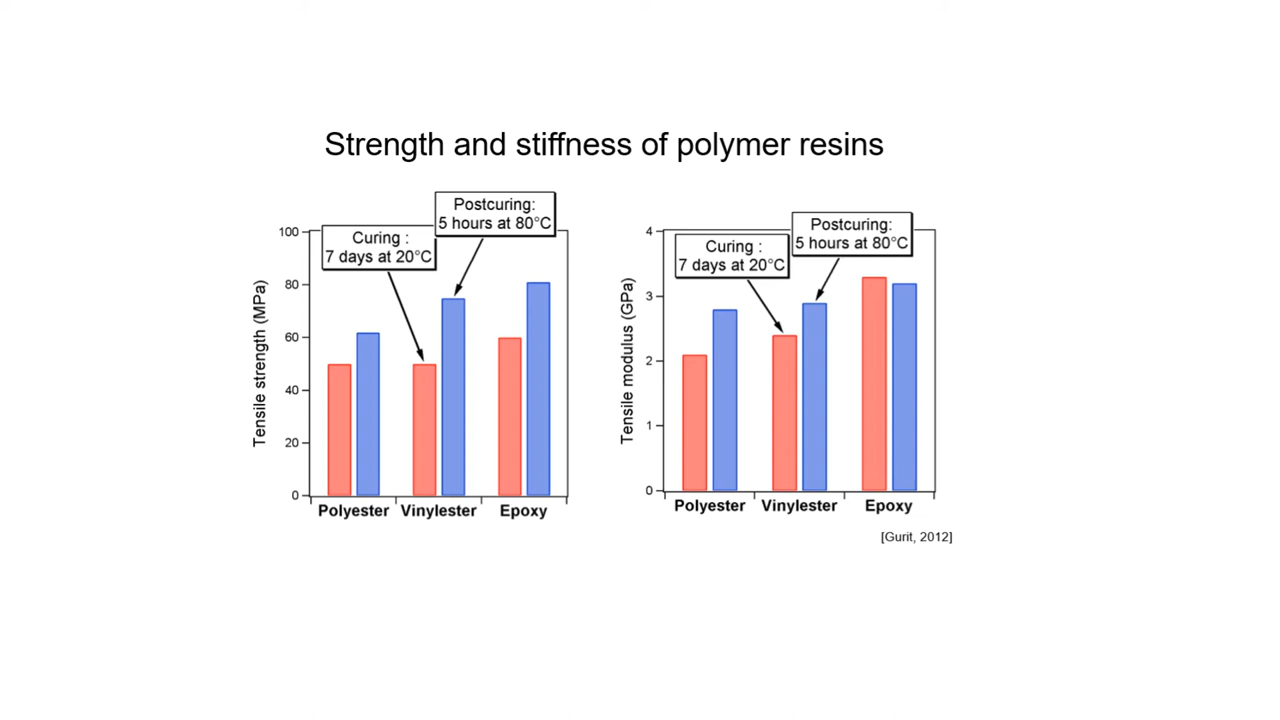 Strength and stiffness of polymer resins
Postcuring:
5 hours at 80°C
Curing :
7 days at 20°C
Tensile strength (MPa)
100
80
60
40
20
0
Polyester Vinylester Epoxy
Postcuring:
5 hours at 80°C
Curing :
7 days at 20°C
Tensile modulus (GPa)
4
3
2
1
0
Polyester Vinylester Epoxy
[Gurit, 2012]